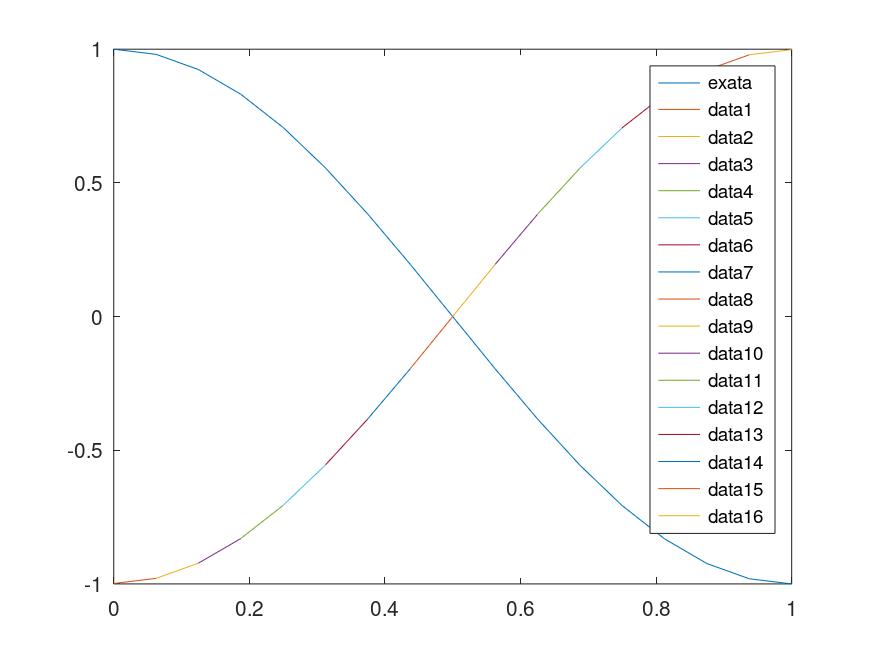 1
0.5
0
-0.5
-1
0
0.2
0.4
0.6
0.8
1
exata
data1
data2
data3
data4
data5
data6
data7
data8
data9
data10
data11
data12
data13
data14
data15
data16